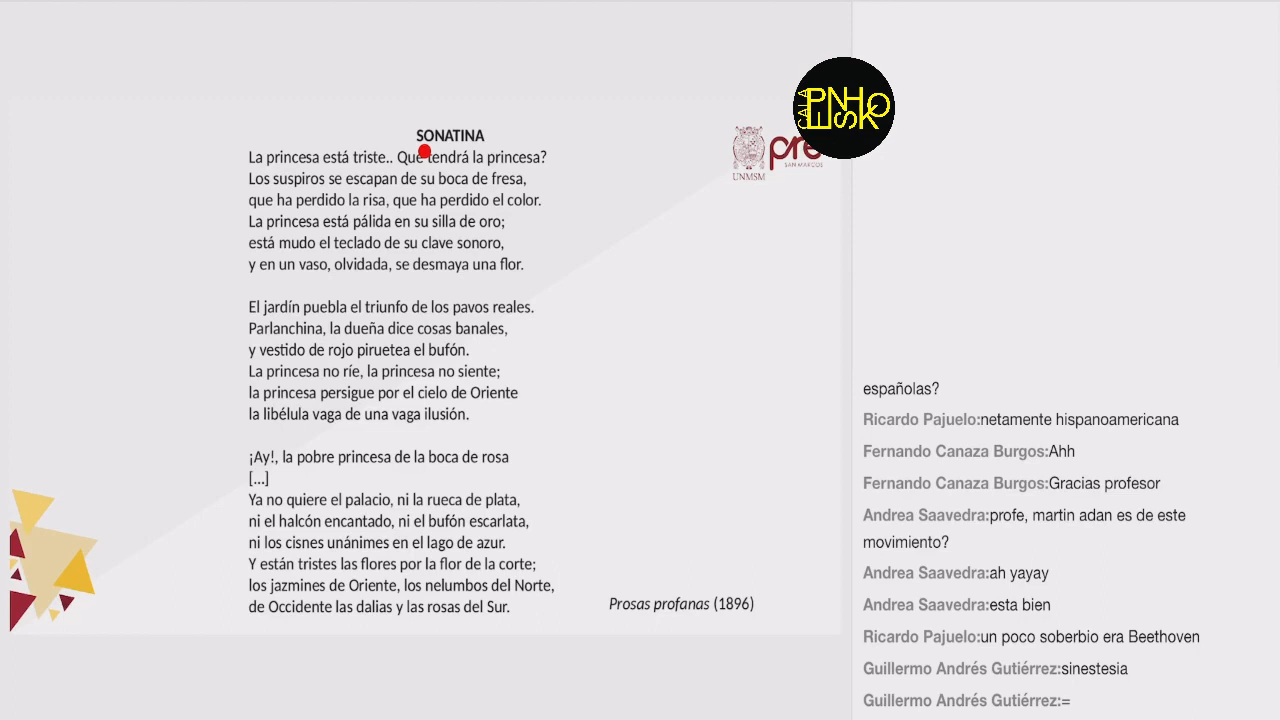 SONATINA
La princesa está triste.. Qué tendrá la princesa?
Los suspiros se escapan de su boca de fresa,
que ha perdido la risa, que ha perdido el color.
La princesa está pálida en su silla de oro;
está mudo el teclado de su clave sonoro,
y en un vaso, olvidada, se desmaya una flor.
El jardín puebla el triunfo de los pavos reales.
Parlanchina, la dueña dice cosas banales,
y vestido de rojo piruetea el bufón.
La princesa no ríe, la princesa no siente;
la princesa persigue por el cielo de Oriente
la libélula vaga de una vaga ilusión.
¡Ay!, la pobre princesa de la boca de rosa
[...]
Ya no quiere el palacio, ni la rueca de plata,
ni el halcón encantado, ni el bufón escarlata,
ni los cisnes unánimes en el lago de azur.
Y están tristes las flores por la flor de la corte;
los jazmines de Oriente, los nelumbos del Norte,
de Occidente las dalias y las rosas del Sur.
Prosas profanas (1896)
UNMSM
pre
SAN MARCOS
CALA
PENHSKO
españolas?
Ricardo Pajuelo:netamente hispanoamericana
Fernando Canaza Burgos:Ahh
Fernando Canaza Burgos:Gracias profesor
Andrea Saavedra:profe, martin adan es de este
movimiento?
Andrea Saavedra:ah yayay
Andrea Saavedra:esta bien
Ricardo Pajuelo:un poco soberbio era Beethoven
Guillermo Andrés Gutiérrez:sinestesia
Guillermo Andrés Gutiérrez:=